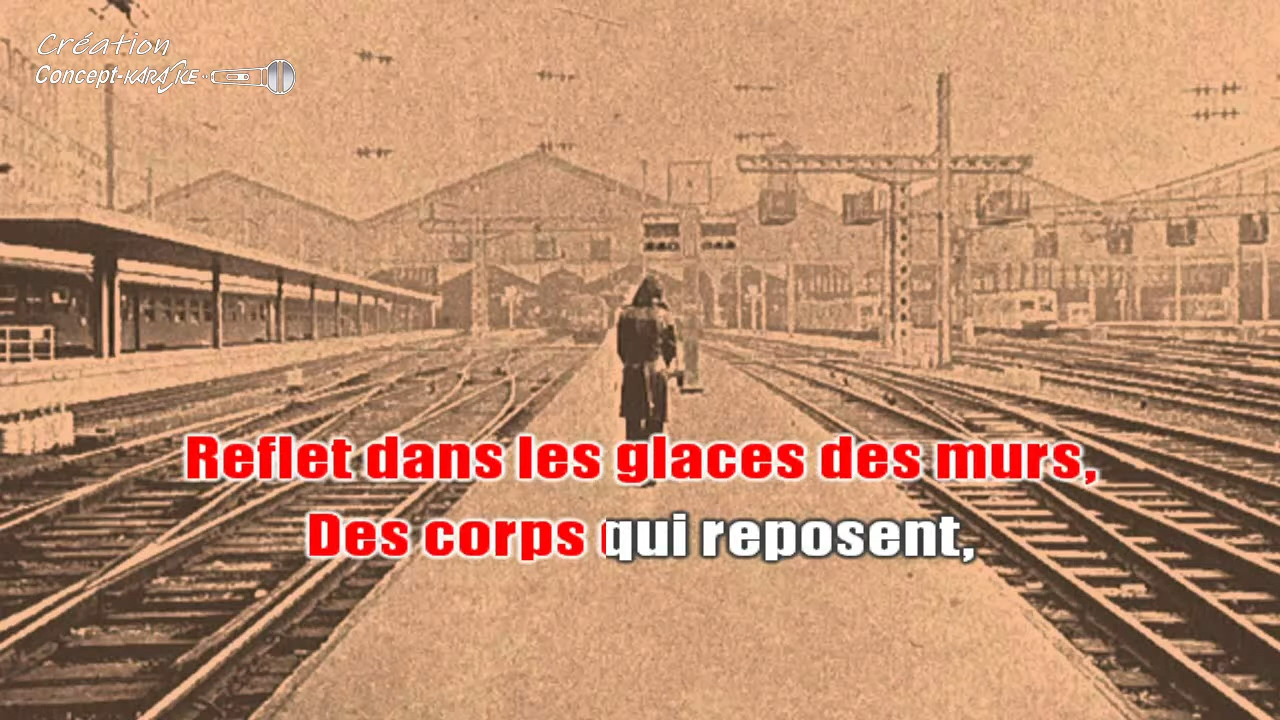 Création
Concept-KARAOKE
Reflet dans les glaces des murs,
Des corps qui reposent,